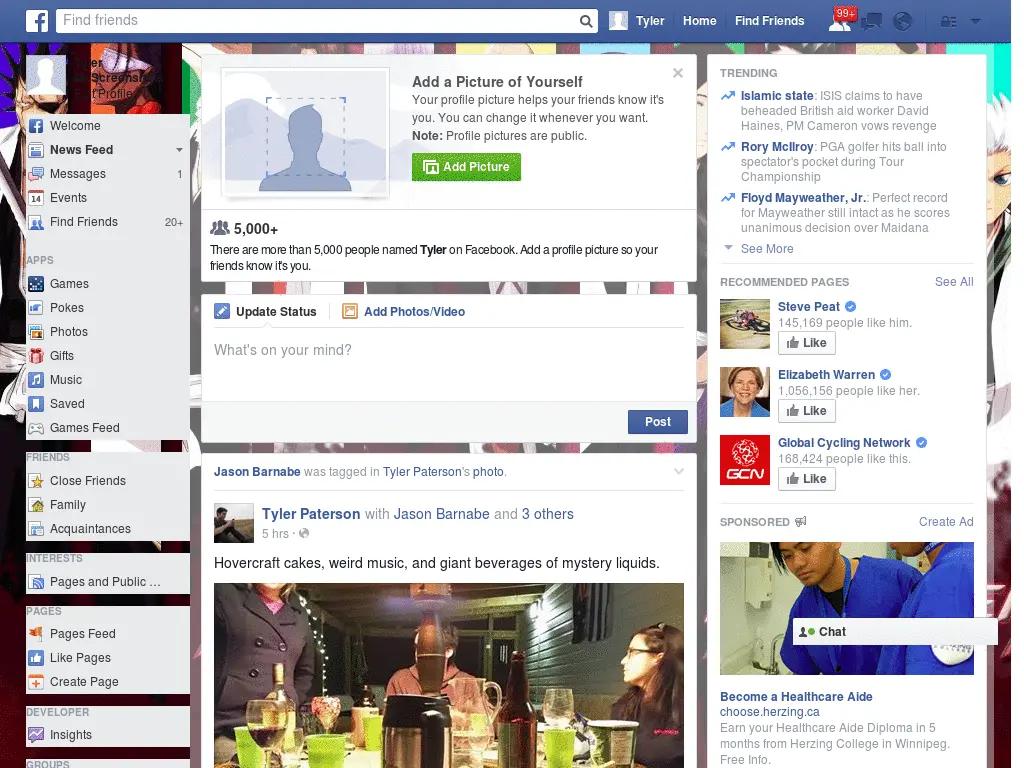 Find friends
Tyler
Home
Find Friends
99+
Tyler
Edit Profile
Welcome
News Feed
Messages 1
14 Events
Find Friends 20+
APPS
Games
Pokes
Photos
Gifts
Music
Saved
Games Feed
FRIENDS
Close Friends
Family
Acquaintances
INTERESTS
Pages and Public ...
PAGES
Pages Feed
Like Pages
Create Page
DEVELOPER
Insights
GROUPS
Add a Picture of Yourself
Your profile picture helps your friends know it's
you. You can change it whenever you want.
Note: Profile pictures are public.
Add Picture
5,000+
There are more than 5,000 people named Tyler on Facebook. Add a profile picture so your
friends know it's you.
Update Status
Add Photos/Video
What's on your mind?
Post
Jason Barnabe was tagged in Tyler Paterson's photo.
Tyler Paterson with Jason Barnabe and 3 others
5 hrs ·
Hovercraft cakes, weird music, and giant beverages of mystery liquids.
TRENDING
Islamic state: ISIS claims to have
beheaded British aid worker David
Haines, PM Cameron vows revenge
Rory McIlroy: PGA golfer hits ball into
spectator's pocket during Tour
Championship
Floyd Mayweather, Jr.: Perfect record
for Mayweather still intact as he scores
unanimous decision over Maidana
See More
RECOMMENDED PAGES See All
Steve Peat
145,169 people like him.
Like
Elizabeth Warren
1,056,156 people like her.
Like
GCN
Global Cycling Network
168,424 people like this.
Like
SPONSORED Create Ad
Chat
Become a Healthcare Aide
choose.herzing.ca
Earn your Healthcare Aide Diploma in 5
months from Herzing College in Winnipeg.
Free Info.